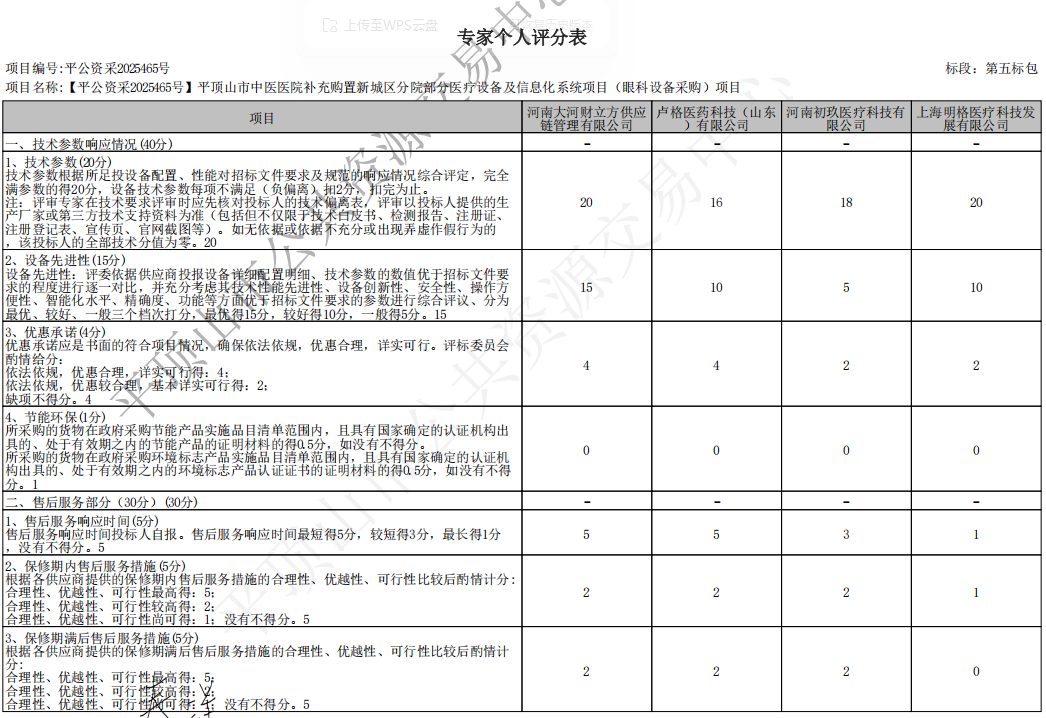 上传至WPS云盘
史版本
专家个人评分表
项目编号:平公资采2025465号
标段: 第五标包
项目名称:【平公资采2025465号】平顶山市中医医院补充购置新城区分院部分医疗设备及信息化系统项目（眼科设备采购）项目
项目 河南大河财立方供应链管理有限公司 卢格医药科技（山东）有限公司 河南初玖医疗科技有限公司 上海明格医疗科技发展有限公司
一、技术参数响应情况(40分) - - - -
1、技术参数(20分)
技术参数根据所足投设备配置、性能对招标文件要求及规范的响应情况综合评定，完全
满参数的得20分，设备技术参数每项不满足（负偏离）扣2分，扣完为止。
注: 评审专家在技术要求评审时应先核对投标人的技术偏离表，评审以投标人提供的生
产厂家或第三方技术支持资料为准（包括但不仅限于技术白皮书、检测报告、注册证、
注册登记表、宣传页、官网截图等）。如无依据或依据不充分或出现弄虚作假行为的
，该投标人的全部技术分值为零。20
20 16 18 20
2、设备先进性(15分)
设备先进性: 评委依据供应商投报设备详细配置明细、技术参数的数值优于招标文件要
求的程度进行逐一对比，并充分考虑其技术性能先进性、设备创新性、安全性、操作方
便性、智能化水平、精确度、功能等方面优于招标文件要求的参数进行综合评议、分为
最优、较好、一般三个档次打分，最优得15分，较好得10分，一般得5分。15
15 10 5 10
3、优惠承诺(4分)
优惠承诺应是书面的符合项目情况，确保依法依规，优惠合理，详实可行。评标委员会
酌情给分:
依法依规，优惠合理，详实可行得: 4;
依法依规，优惠较合理，基本详实可行得: 2;
缺项不得分。4
4 4 2 2
4、节能环保(1分)
所采购的货物在政府采购节能产品实施品目清单范围内，且具有国家确定的认证机构出
具的、处于有效期之内的节能产品的证明材料的得0.5分，如没有不得分。
所采购的货物在政府采购环境标志产品实施品目清单范围内，且具有国家确定的认证机
构出具的、处于有效期之内的环境标志产品认证证书的证明材料的得0.5分，如没有不得
分。1
0 0 0 0
二、售后服务部分（30分）(30分) - - - -
1、售后服务响应时间(5分)
售后服务响应时间投标人自报。售后服务响应时间最短得5分，较短得3分，最长得1分
，没有不得分。5
5 5 3 1
2、保修期内售后服务措施(5分)
根据各供应商提供的保修期内售后服务措施的合理性、优越性、可行性比较后酌情计分:
合理性、优越性、可行性最高得: 5;
合理性、优越性、可行性较高得: 2;
合理性、优越性、可行性尚可得: 1; 没有不得分。5
2 2 2 1
3、保修期满后售后服务措施(5分)
根据各供应商提供的保修期满后售后服务措施的合理性、优越性、可行性比较后酌情计
分:
合理性、优越性、可行性最高得: 5;
合理性、优越性、可行性较高得: 2;
合理性、优越性、可行性尚可得: 1; 没有不得分。5
2 2 2 0
平顶山市公共资源交易中心
平顶山市公共资源交易中心